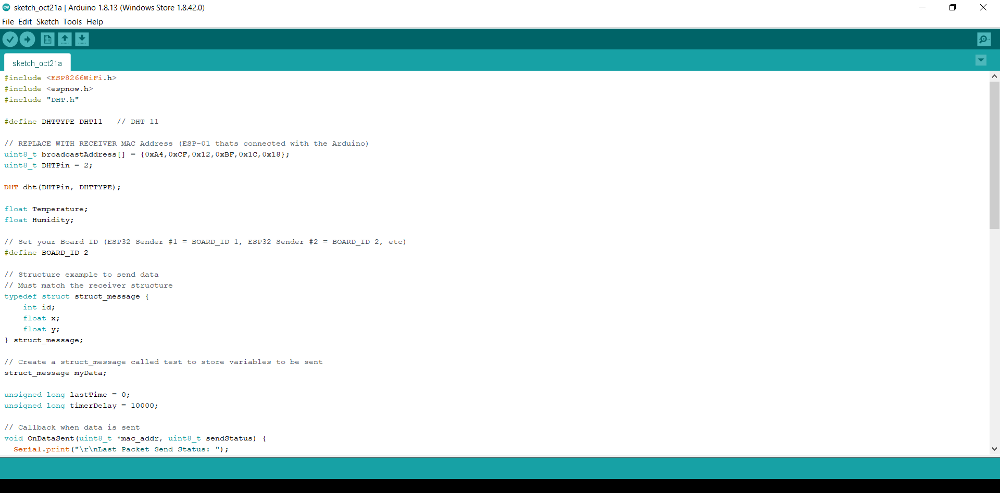 sketch_oct21a | Arduino 1.8.13 (Windows Store 1.8.42.0)
File Edit Sketch Tools Help
sketch_oct21a
#include <ESP8266WiFi.h>
#include <espnow.h>
#include "DHT.h"
#define DHTTYPE DHT11   // DHT 11
// REPLACE WITH RECEIVER MAC Address (ESP-01 thats connected with the Arduino)
uint8_t broadcastAddress[] = {0xA4,0xCF,0x12,0xBF,0x1C,0x18};
uint8_t DHTPin = 2;
DHT dht(DHTPin, DHTTYPE);
float Temperature;
float Humidity;
// Set your Board ID (ESP32 Sender #1 = BOARD_ID 1, ESP32 Sender #2 = BOARD_ID 2, etc)
#define BOARD_ID 2
// Structure example to send data
// Must match the receiver structure
typedef struct struct_message {
    int id;
    float x;
    float y;
} struct_message;
// Create a struct_message called test to store variables to be sent
struct_message myData;
unsigned long lastTime = 0;
unsigned long timerDelay = 10000;
// Callback when data is sent
void OnDataSent(uint8_t *mac_addr, uint8_t sendStatus) {
  Serial.print("\r\nLast Packet Send Status: ");